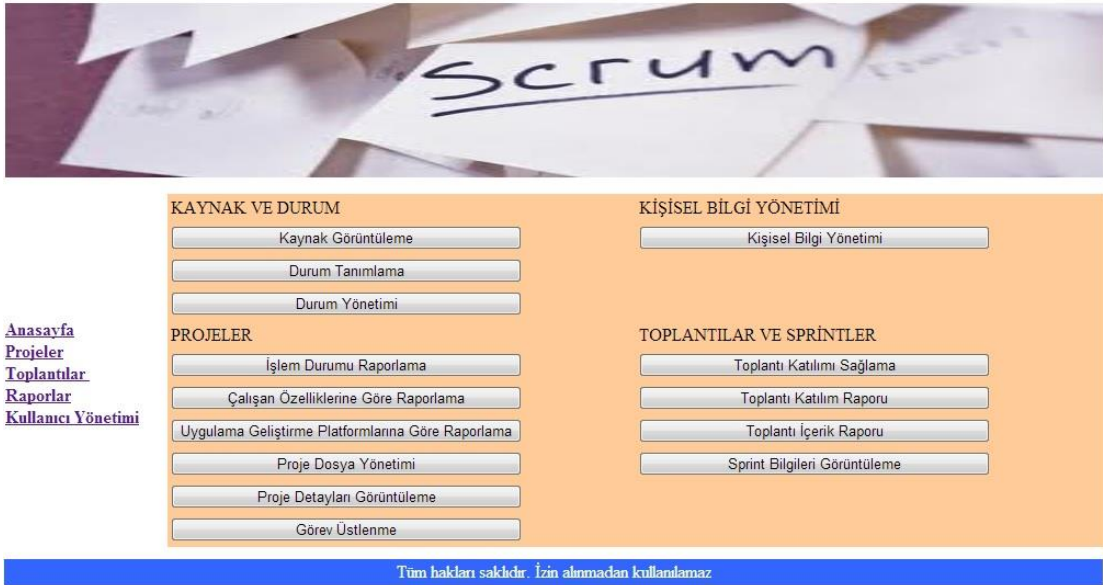 Scrum
KAYNAK VE DURUM
Kaynak Görüntüleme
Durum Tanımlama
Durum Yönetimi
KİŞİSEL BİLGİ YÖNETİMİ
Kişisel Bilgi Yönetimi
Anasayfa
Projeler
Toplantılar
Raporlar
Kullanıcı Yönetimi
PROJELER
İşlem Durumu Raporlama
Çalışan Özelliklerine Göre Raporlama
Uygulama Geliştirme Platformlarına Göre Raporlama
Proje Dosya Yönetimi
Proje Detayları Görüntüleme
Görev Üstlenme
TOPLANTILAR VE SPRİNTLER
Toplantı Katılımı Sağlama
Toplantı Katılım Raporu
Toplantı İçerik Raporu
Sprint Bilgileri Görüntüleme
Tüm hakları saklıdır. İzin alınmadan kullanılamaz